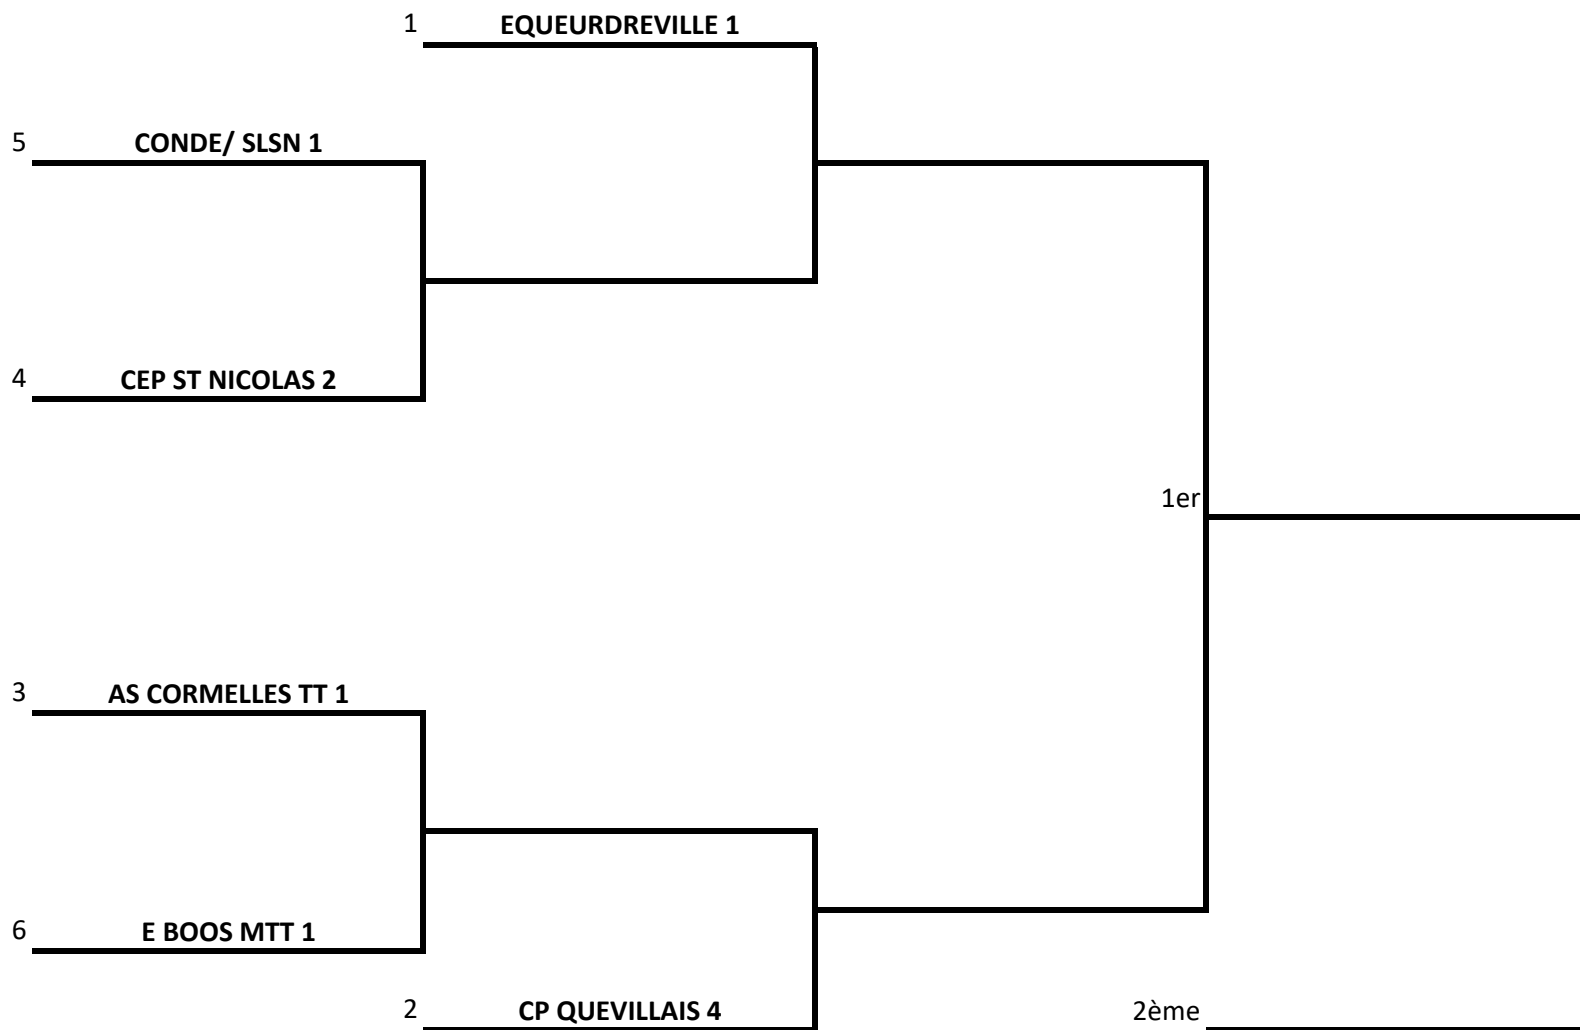 1 EQUEURDREVILLE 1
5 CONDE/ SLSN 1
4 CEP ST NICOLAS 2
1er
3 AS CORMELLES TT 1
6 E BOOS MTT 1
2 CP QUEVILLAIS 4
2ème